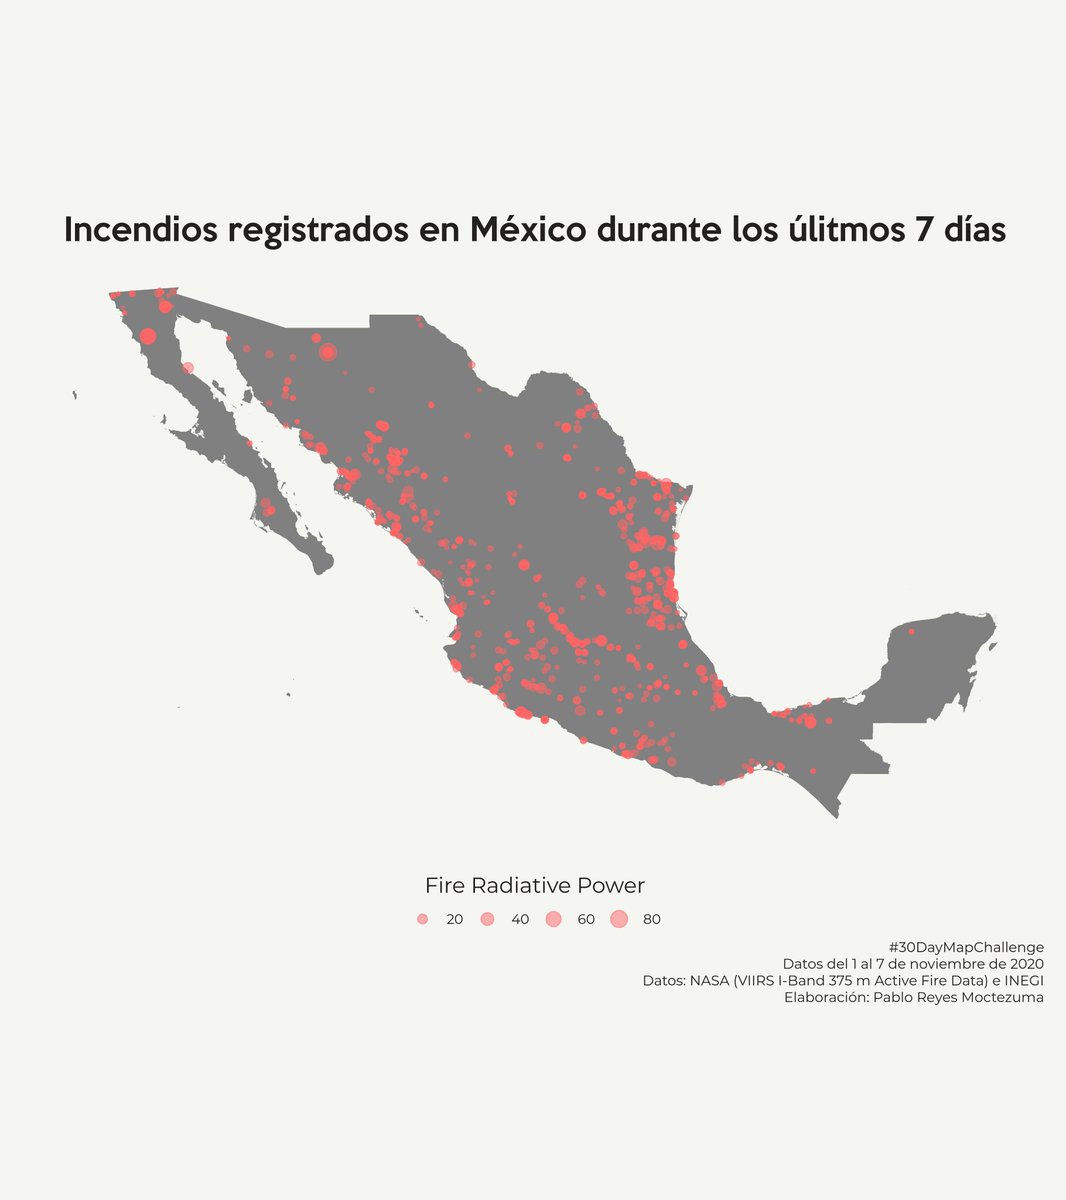 Incendios registrados en México durante los úlitmos 7 días
Fire Radiative Power
20 40 60 80
#30DayMapChallenge
Datos del 1 al 7 de noviembre de 2020
Datos: NASA (VIIRS I-Band 375 m Active Fire Data) e INEGI
Elaboración: Pablo Reyes Moctezuma